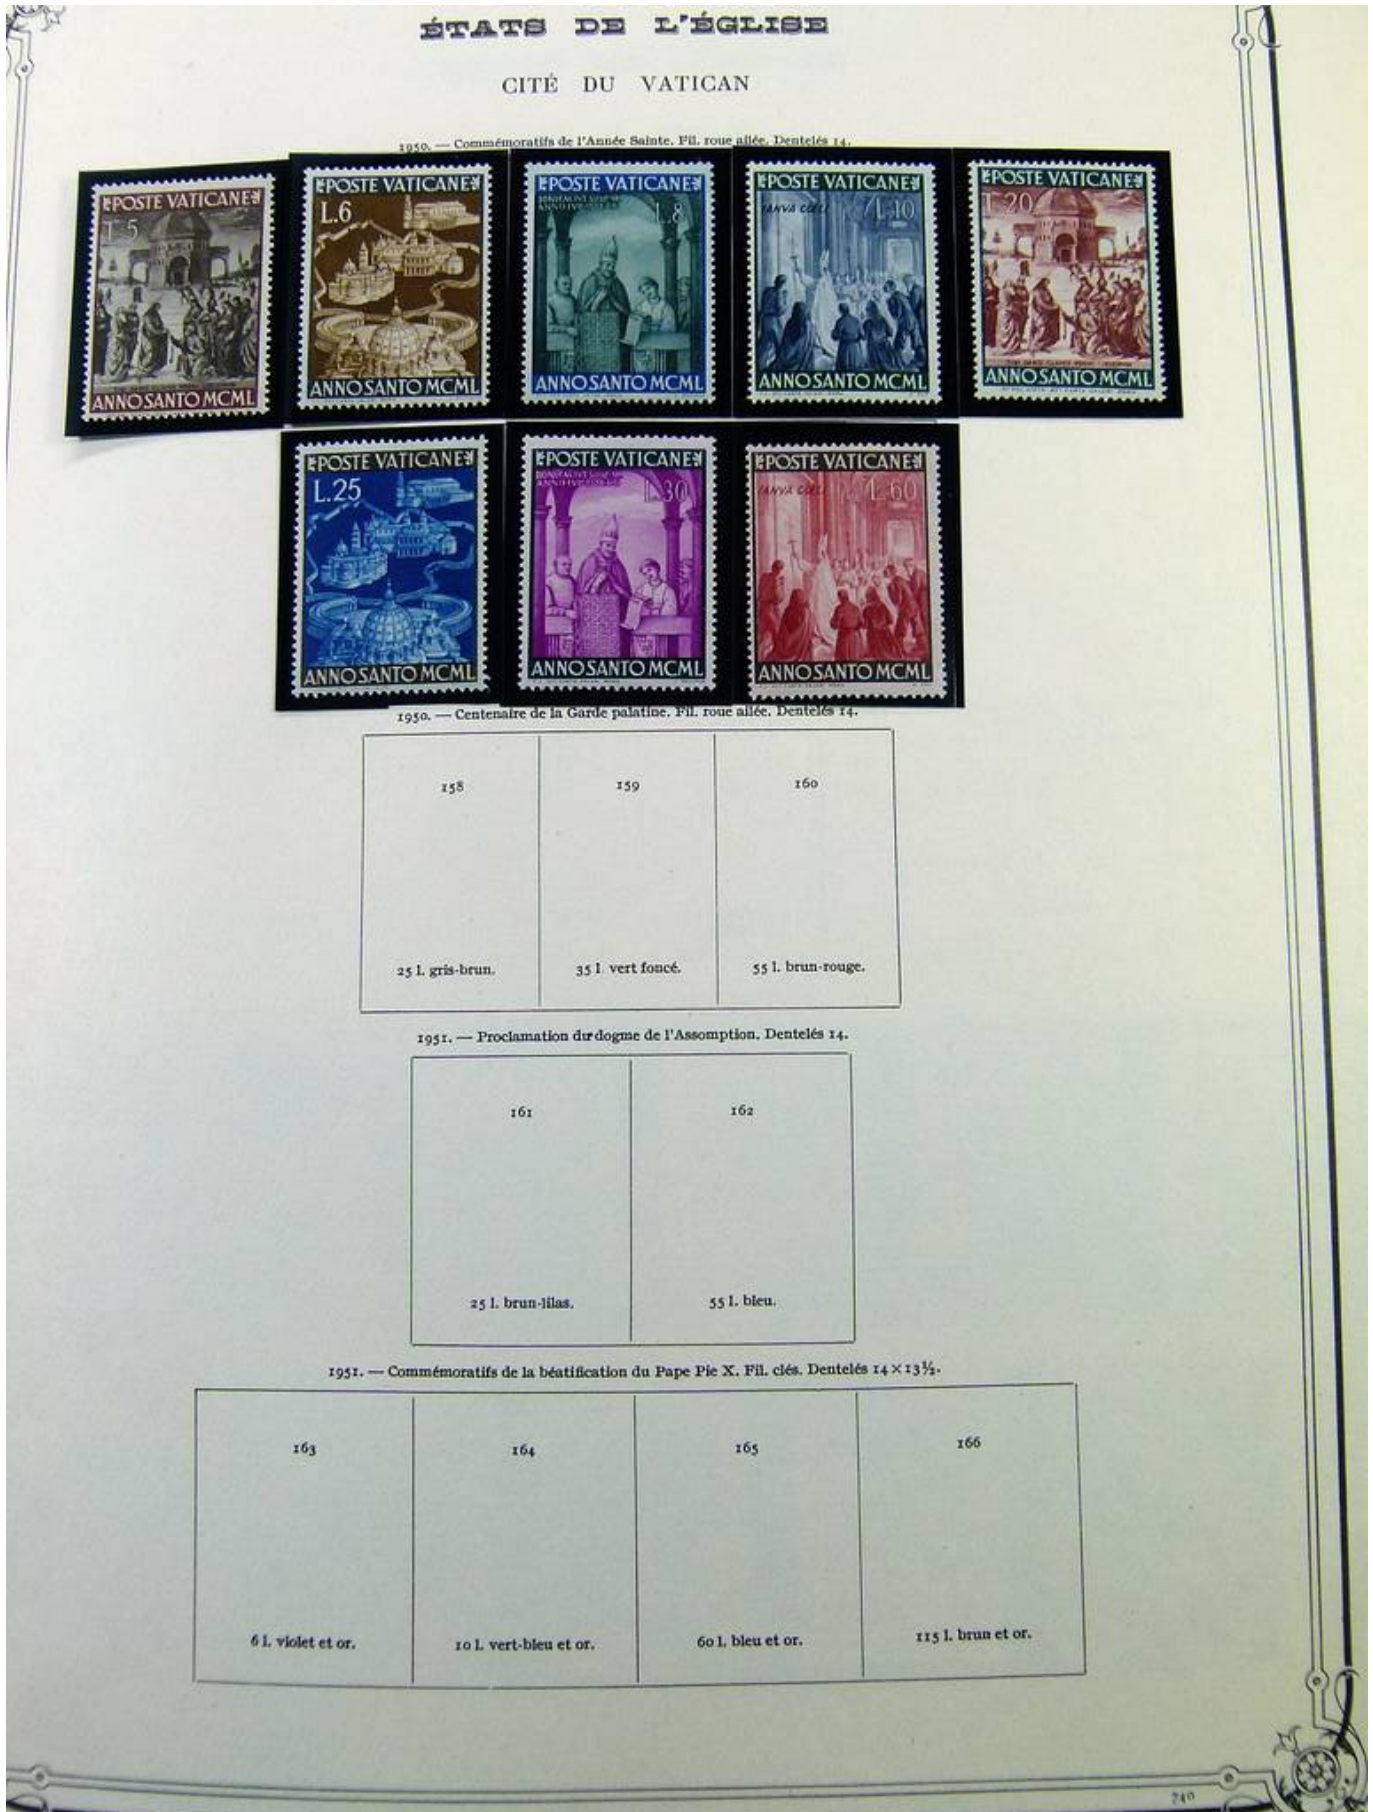 ÉTATS DE L'ÉGLISE
CITÉ DU VATICAN
1950. — Commémoratifs de l'Année Sainte. Fil. roue ailée. Dentelés 14.
POSTE VATICANE
L.5
ANNO SANTO MCML
POSTE VATICANE
L.6
ANNO SANTO MCML
POSTE VATICANE
L.8
ANNO SANTO MCML
POSTE VATICANE
IANVA COELI L.10
ANNO SANTO MCML
POSTE VATICANE
L.20
ANNO SANTO MCML
POSTE VATICANE
L.25
ANNO SANTO MCML
POSTE VATICANE
L.30
ANNO SANTO MCML
POSTE VATICANE
IANVA COELI L.60
ANNO SANTO MCML
1950. — Centenaire de la Garde palatine. Fil. roue ailée. Dentelés 14.
158 159 160
25 l. gris-brun. 35 l. vert foncé. 55 l. brun-rouge.
1951. — Proclamation du dogme de l'Assomption. Dentelés 14.
161 162
25 l. brun-lilas. 55 l. bleu.
1951. — Commémoratifs de la béatification du Pape Pie X. Fil. clés. Dentelés 14 × 13½.
163 164 165 166
6 l. violet et or. 10 l. vert-bleu et or. 60 l. bleu et or. 115 l. brun et or.
240